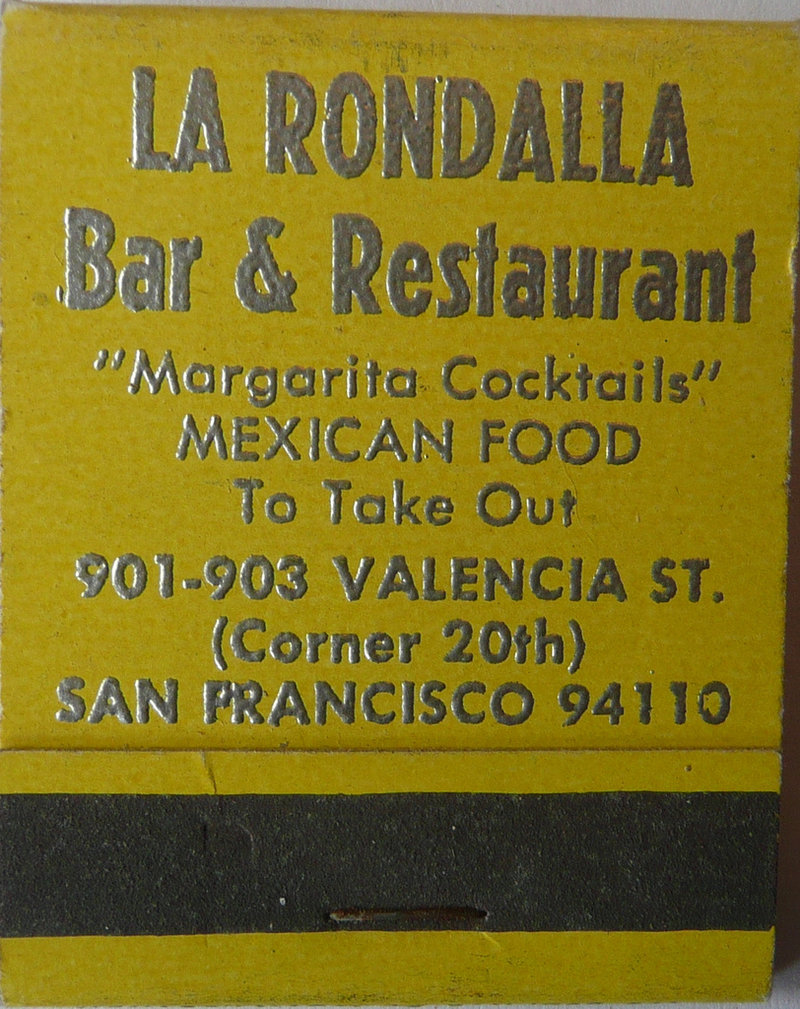 LA RONDALLA
Bar & Restaurant
"Margarita Cocktails"
MEXICAN FOOD
To Take Out
901-903 VALENCIA ST.
(Corner 20th)
SAN FRANCISCO 94110